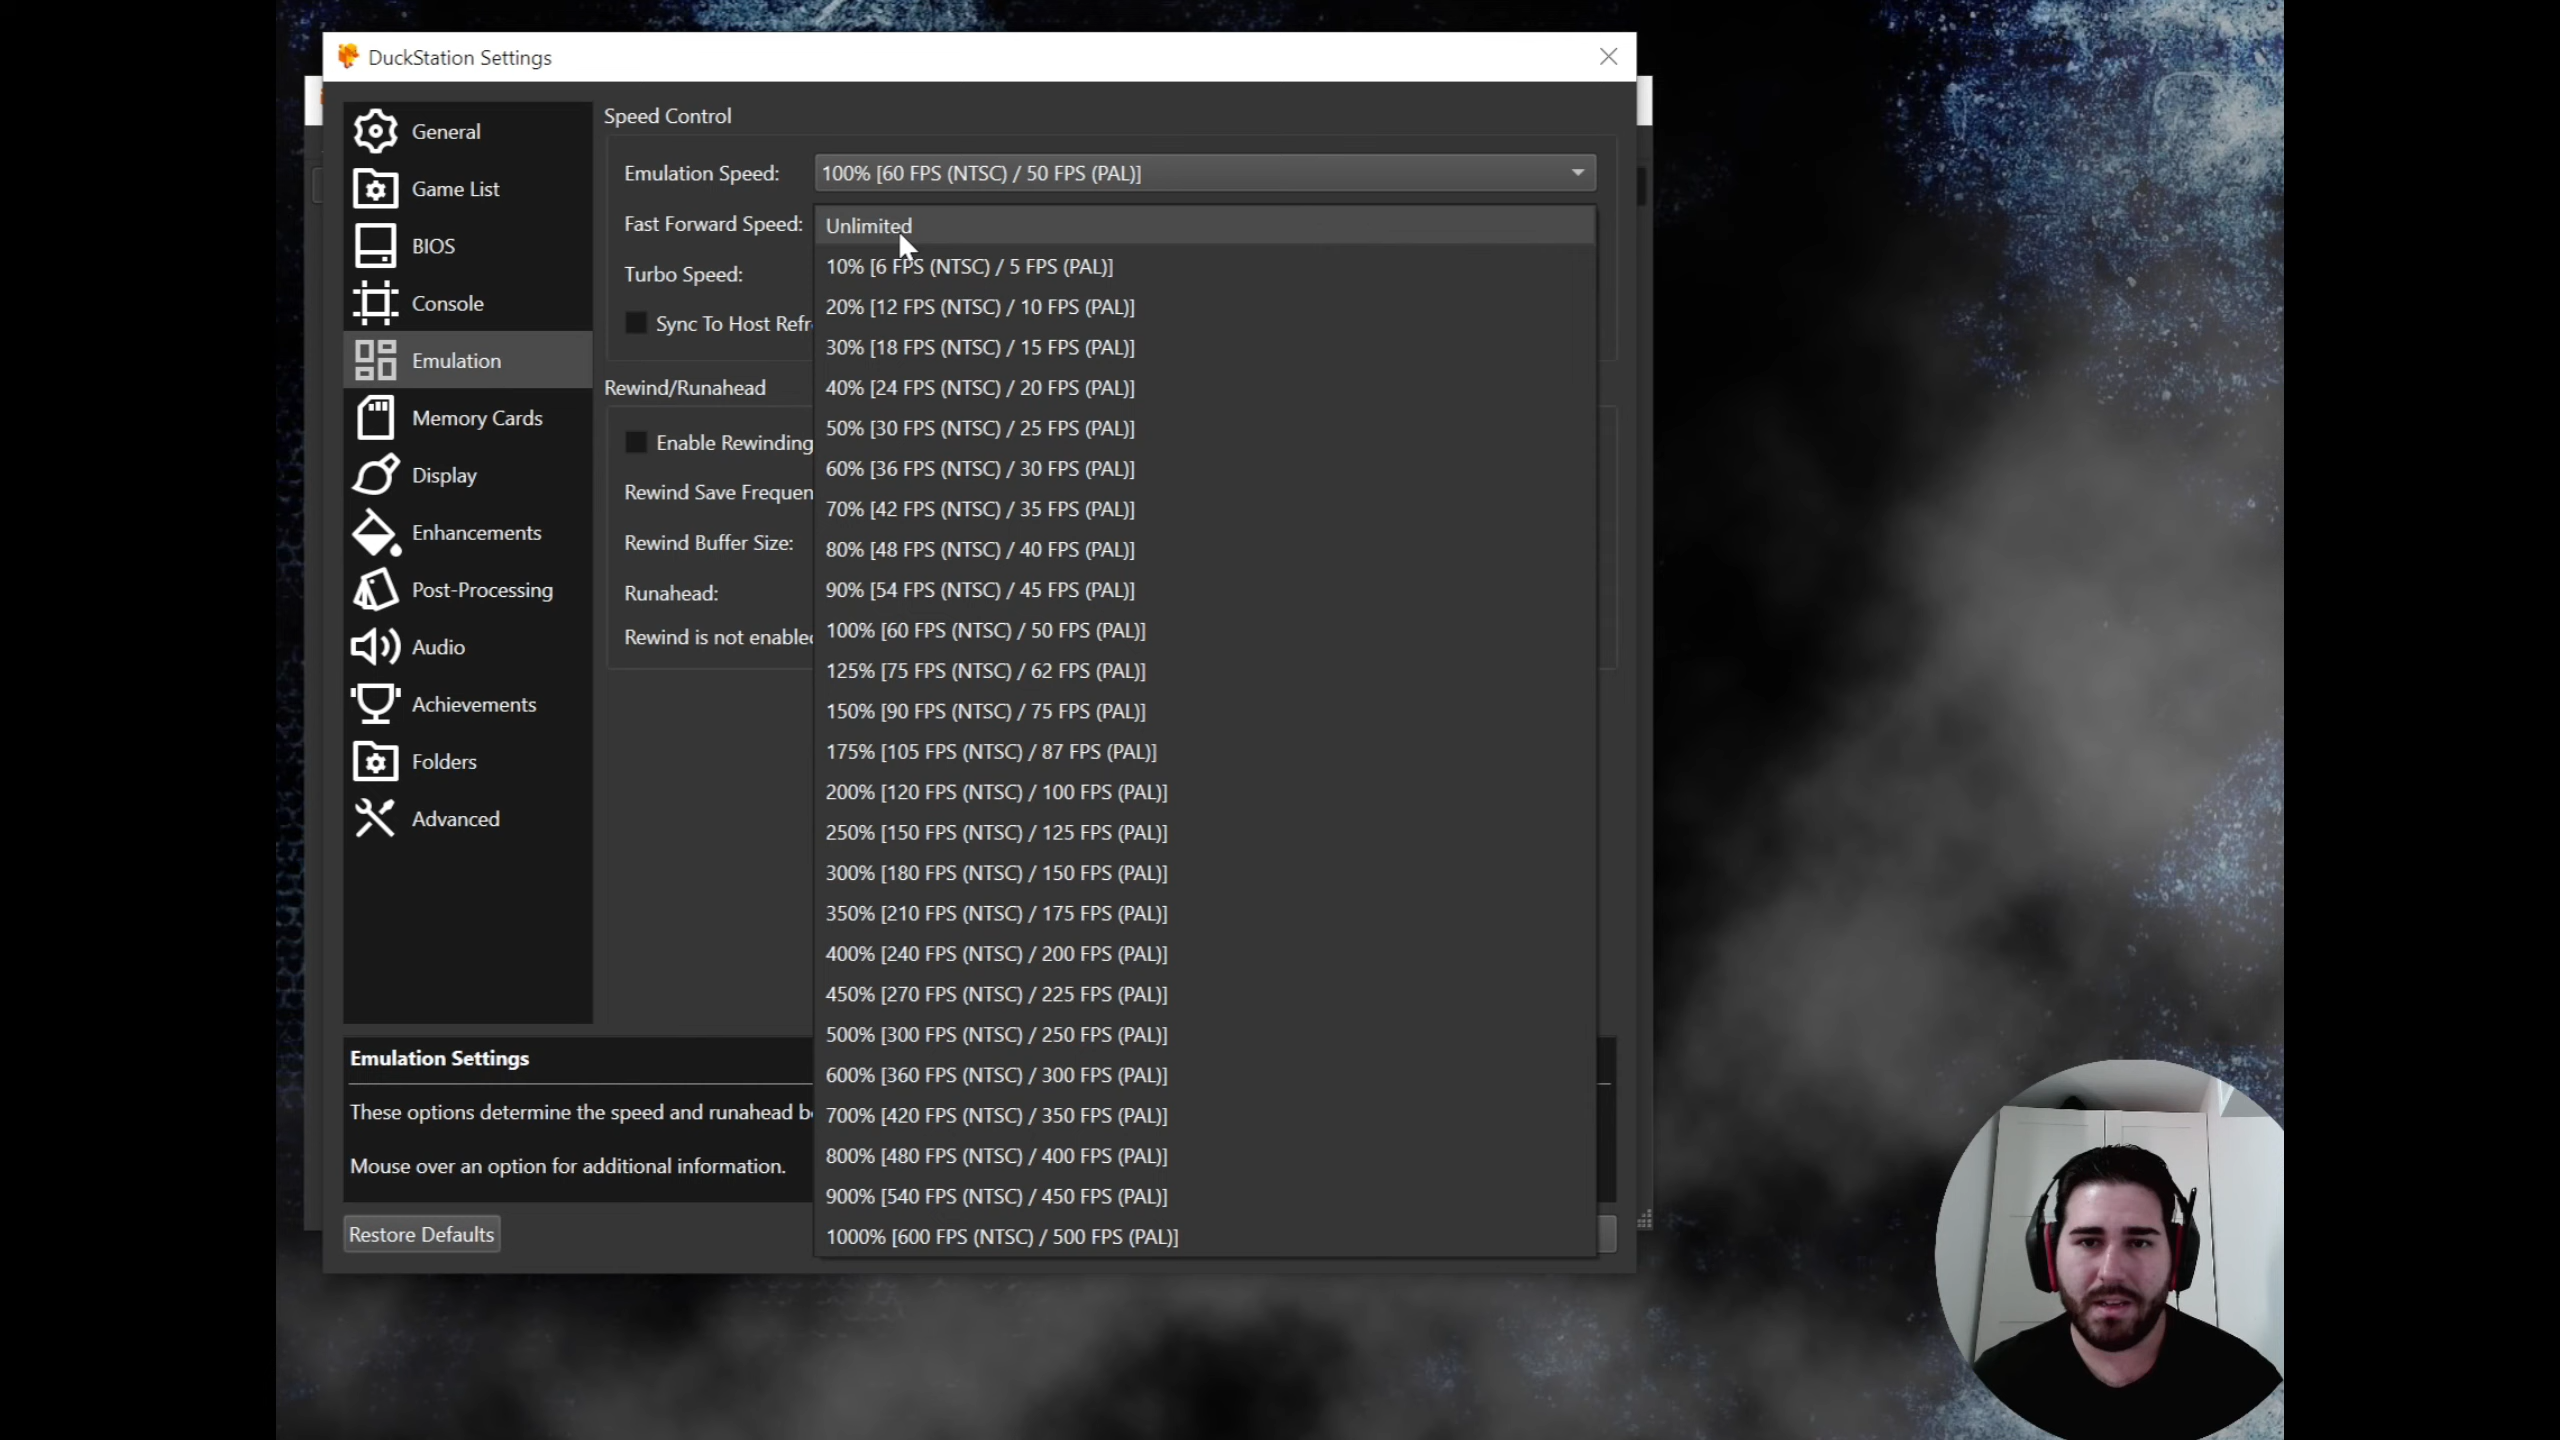 DuckStation Settings
General
Game List
BIOS
Console
Emulation
Memory Cards
Display
Enhancements
Post-Processing
Audio
Achievements
Folders
Advanced
Speed Control
Emulation Speed: 100% [60 FPS (NTSC) / 50 FPS (PAL)]
Fast Forward Speed:
Turbo Speed:
Sync To Host Refr
Rewind/Runahead
Enable Rewinding
Rewind Save Frequen
Rewind Buffer Size:
Runahead:
Rewind is not enabled
Unlimited
10% [6 FPS (NTSC) / 5 FPS (PAL)]
20% [12 FPS (NTSC) / 10 FPS (PAL)]
30% [18 FPS (NTSC) / 15 FPS (PAL)]
40% [24 FPS (NTSC) / 20 FPS (PAL)]
50% [30 FPS (NTSC) / 25 FPS (PAL)]
60% [36 FPS (NTSC) / 30 FPS (PAL)]
70% [42 FPS (NTSC) / 35 FPS (PAL)]
80% [48 FPS (NTSC) / 40 FPS (PAL)]
90% [54 FPS (NTSC) / 45 FPS (PAL)]
100% [60 FPS (NTSC) / 50 FPS (PAL)]
125% [75 FPS (NTSC) / 62 FPS (PAL)]
150% [90 FPS (NTSC) / 75 FPS (PAL)]
175% [105 FPS (NTSC) / 87 FPS (PAL)]
200% [120 FPS (NTSC) / 100 FPS (PAL)]
250% [150 FPS (NTSC) / 125 FPS (PAL)]
300% [180 FPS (NTSC) / 150 FPS (PAL)]
350% [210 FPS (NTSC) / 175 FPS (PAL)]
400% [240 FPS (NTSC) / 200 FPS (PAL)]
450% [270 FPS (NTSC) / 225 FPS (PAL)]
500% [300 FPS (NTSC) / 250 FPS (PAL)]
600% [360 FPS (NTSC) / 300 FPS (PAL)]
700% [420 FPS (NTSC) / 350 FPS (PAL)]
800% [480 FPS (NTSC) / 400 FPS (PAL)]
900% [540 FPS (NTSC) / 450 FPS (PAL)]
1000% [600 FPS (NTSC) / 500 FPS (PAL)]
Emulation Settings
These options determine the speed and runahead b
Mouse over an option for additional information.
Restore Defaults